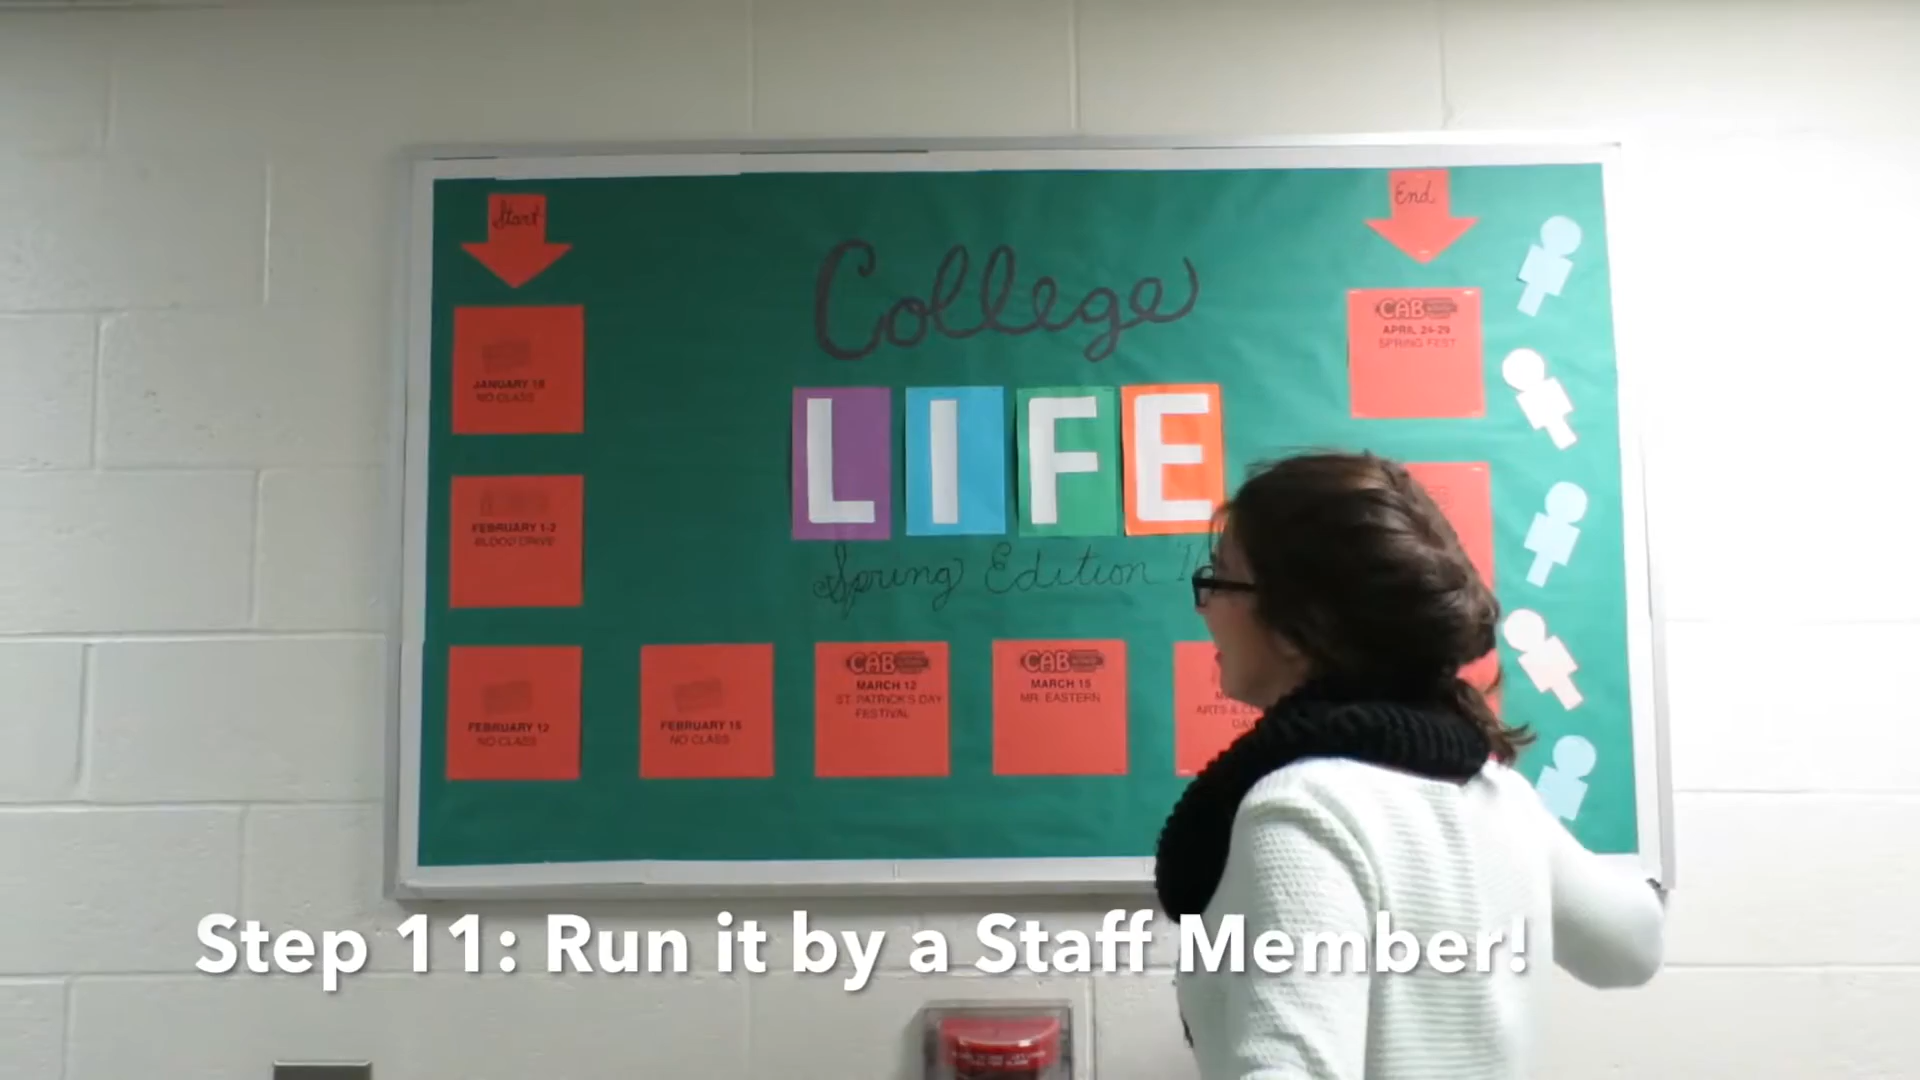 Start
End
College
LIFE
Spring Edition
JANUARY 18
NO CLASS
FEBRUARY 1-2
BLOOD DRIVE
FEBRUARY 12
NO CLASS
FEBRUARY 15
NO CLASS
CAB
MARCH 12
ST. PATRICK'S DAY
FESTIVAL
CAB
MARCH 15
MR. EASTERN
ARTS &
CAB
APRIL 24-29
SPRING FEST
Step 11: Run it by a Staff Member!